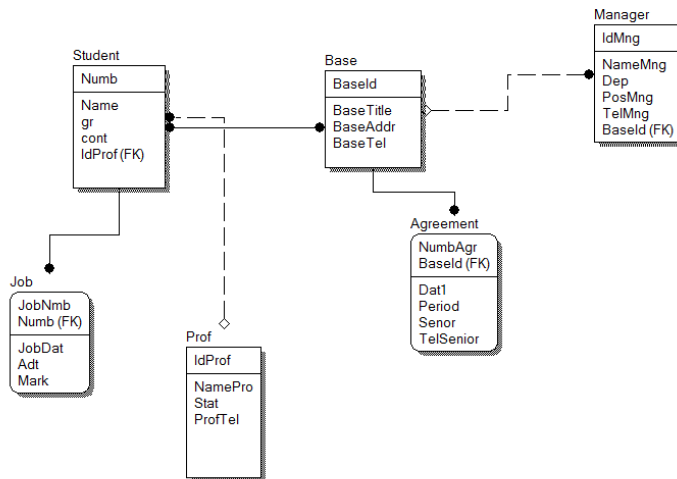 Manager
IdMng
NameMng
Dep
PosMng
TelMng
BaseId (FK)
Student
Numb
Name
gr
cont
IdProf (FK)
Base
BaseId
BaseTitle
BaseAddr
BaseTel
Agreement
NumbAgr
BaseId (FK)
Dat1
Period
Senor
TelSenior
Job
JobNmb
Numb (FK)
JobDat
Adt
Mark
Prof
IdProf
NamePro
Stat
ProfTel